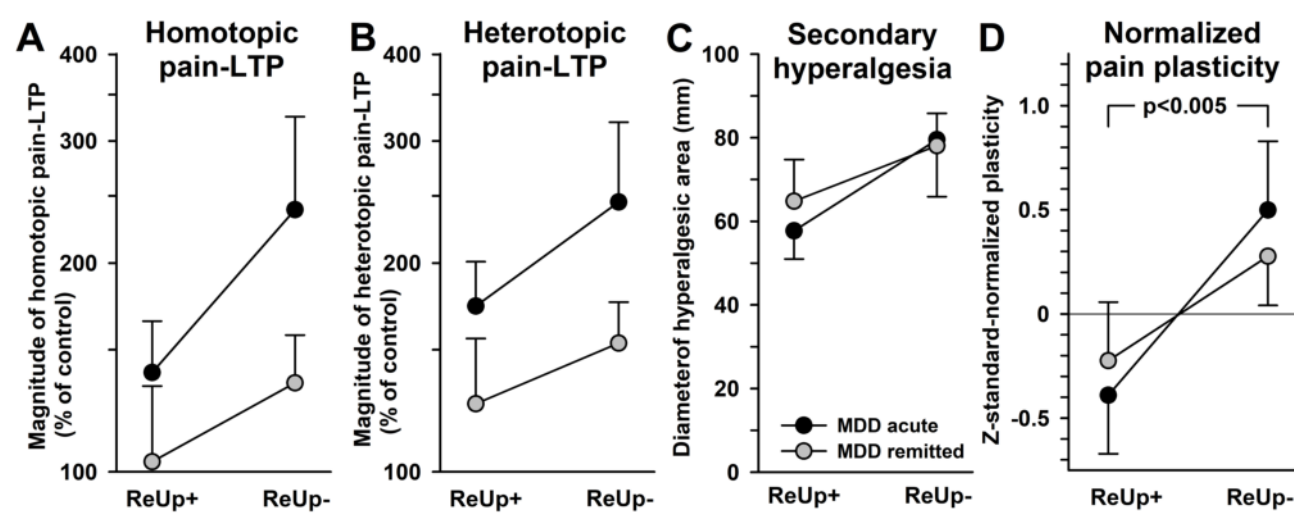 A
Homotopic
pain-LTP
Magnitude of homotopic pain-LTP
(% of control)
400
300
200
100
ReUp+
ReUp-
B
Heterotopic
pain-LTP
Magnitude of heterotopic pain-LTP
(% of control)
400
300
200
100
ReUp+
ReUp-
C
Secondary
hyperalgesia
Diameterof hyperalgesic area (mm)
100
80
60
40
20
0
MDD acute
MDD remitted
ReUp+
ReUp-
D
Normalized
pain plasticity
Z-standard-normalized plasticity
1.0
0.5
0
-0.5
p<0.005
ReUp+
ReUp-